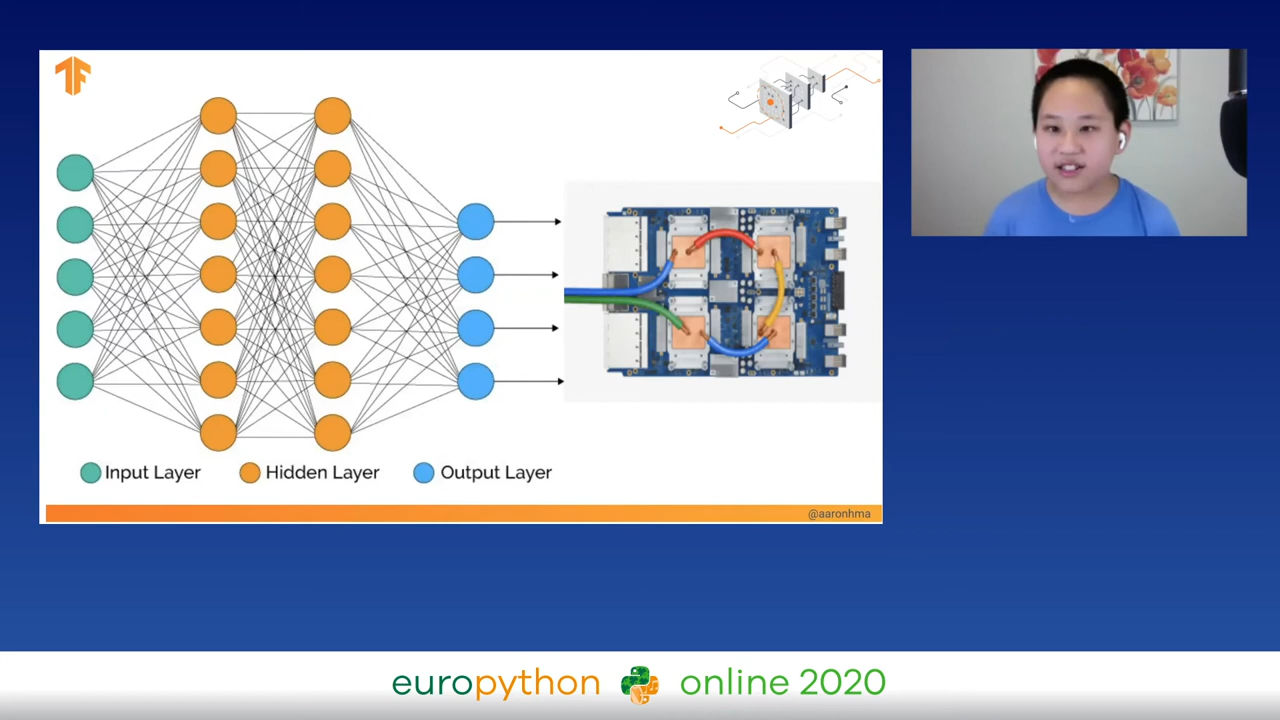 Input Layer
Hidden Layer
Output Layer
@aaronhma
europython
online 2020